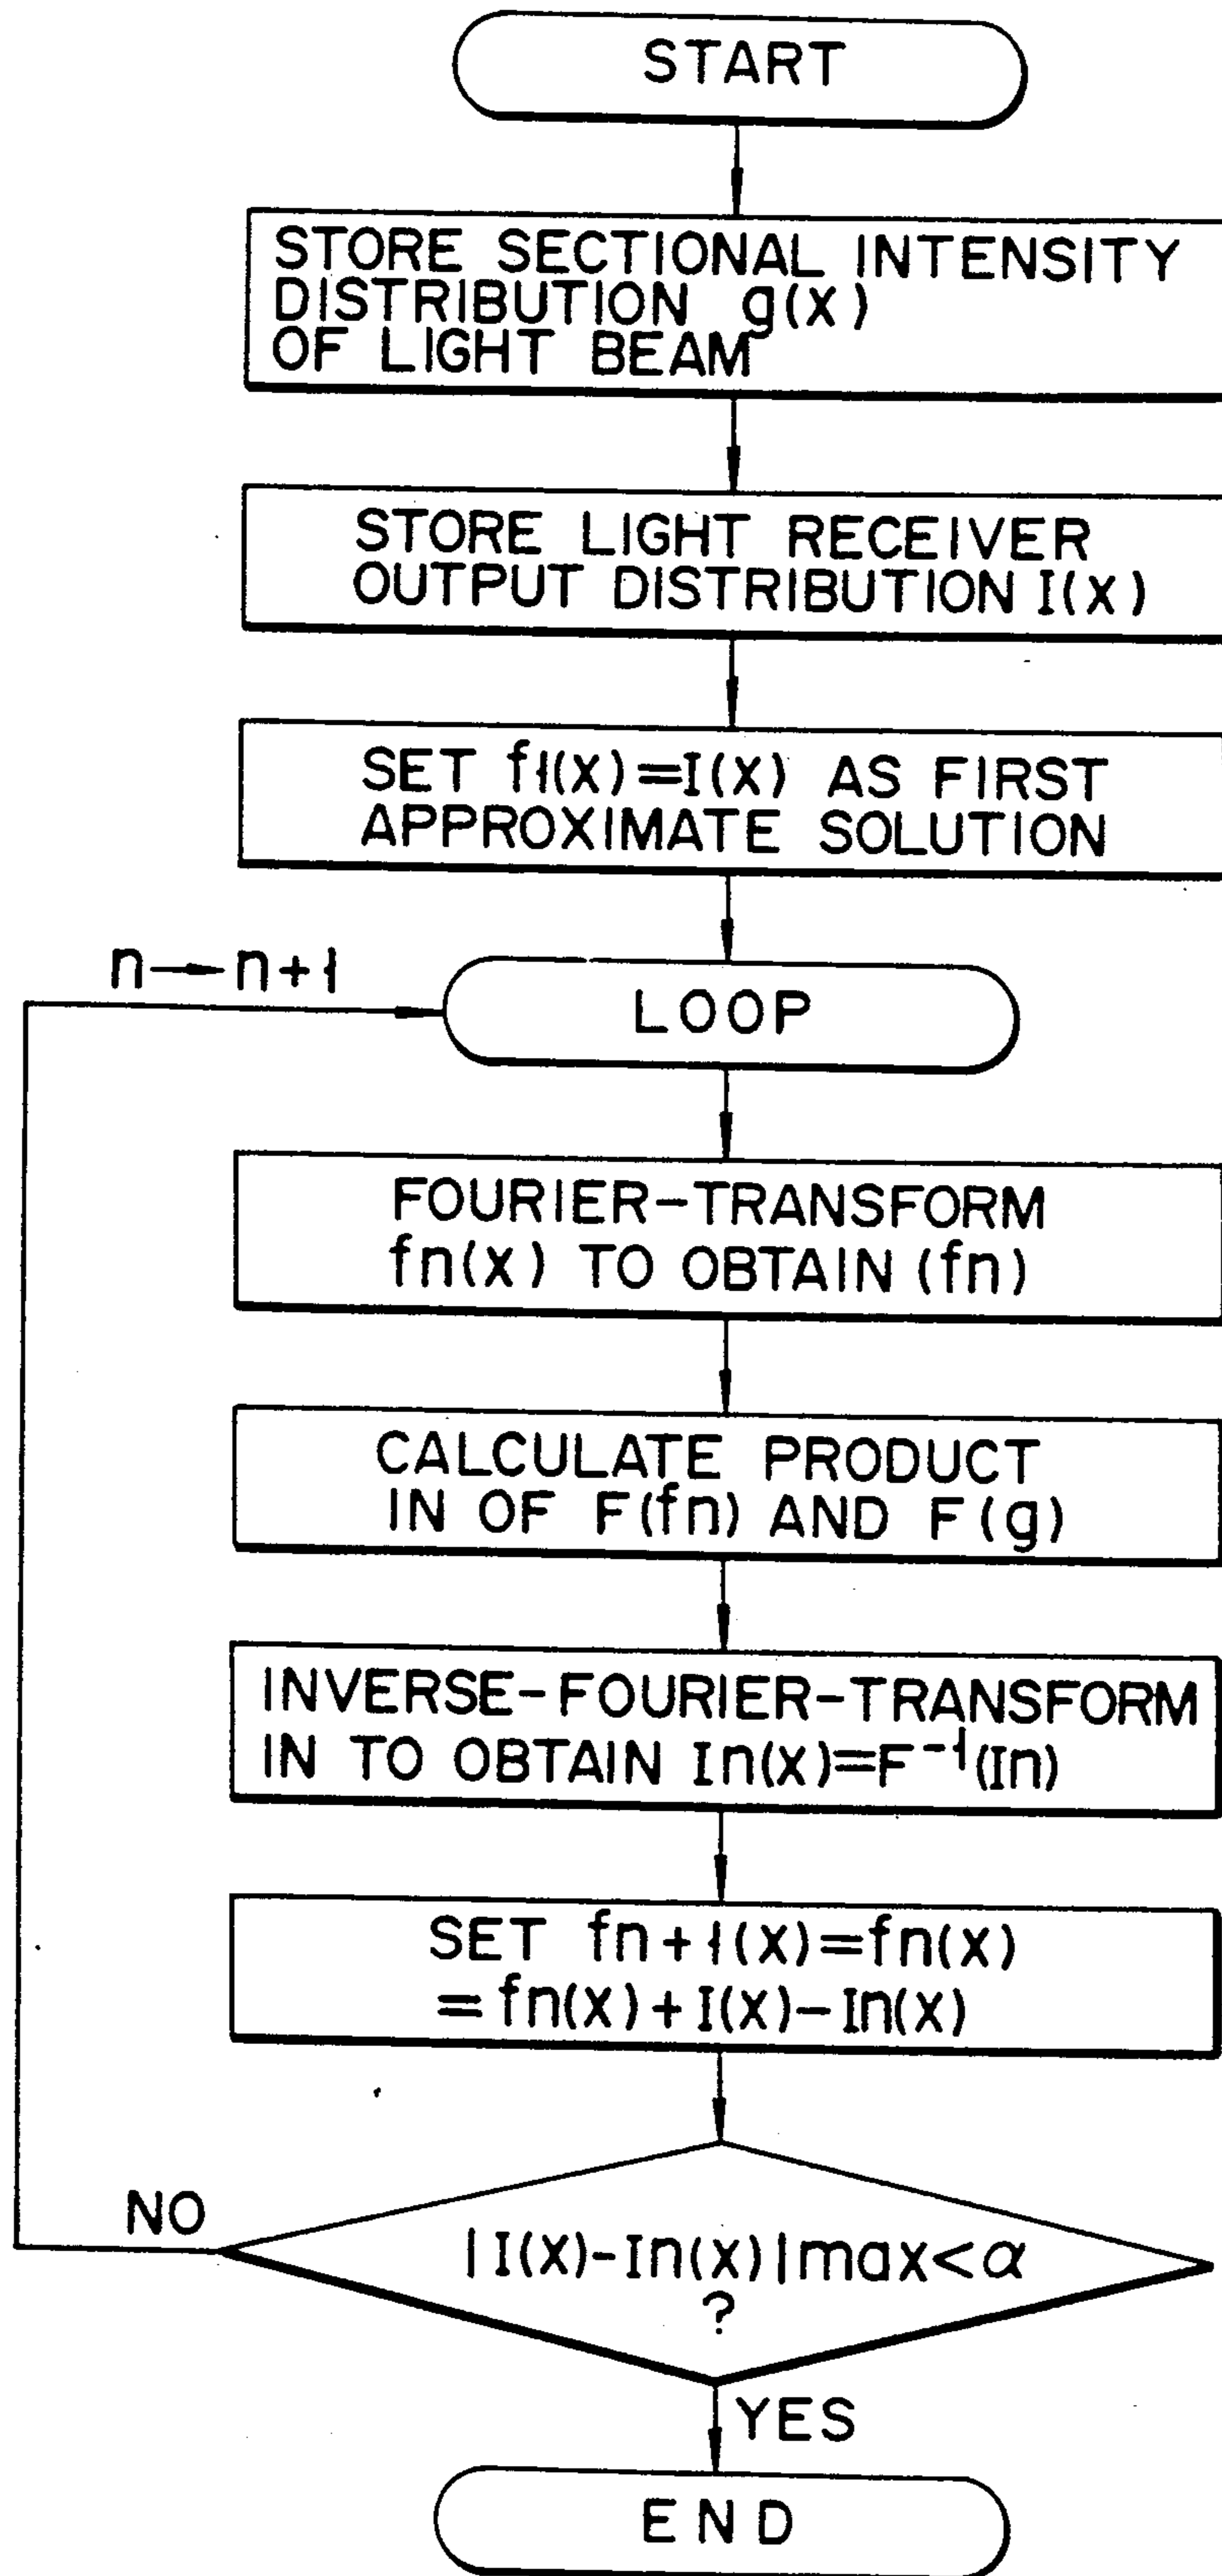 START
STORE SECTIONAL INTENSITY
DISTRIBUTION g(x)
OF LIGHT BEAM
STORE LIGHT RECEIVER
OUTPUT DISTRIBUTION I(x)
SET f1(x)=I(x) AS FIRST
APPROXIMATE SOLUTION
n→n+1
LOOP
FOURIER-TRANSFORM
fn(x) TO OBTAIN (fn)
CALCULATE PRODUCT
IN OF F(fn) AND F(g)
INVERSE-FOURIER-TRANSFORM
IN TO OBTAIN In(x)=F⁻¹(In)
SET fn+1(x)=fn(x)
=fn(x)+I(x)-In(x)
NO
|I(x)-In(x)|max<α
?
YES
END